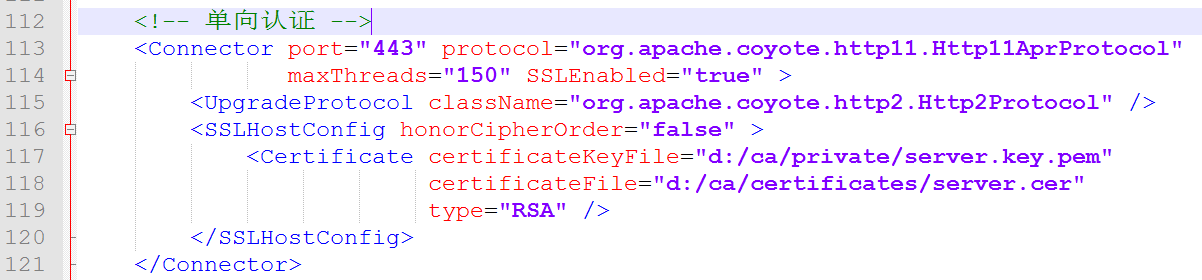 112 <!-- 单向认证 -->
113 <Connector port="443" protocol="org.apache.coyote.http11.Http11AprProtocol"
114 maxThreads="150" SSLEnabled="true" >
115 <UpgradeProtocol className="org.apache.coyote.http2.Http2Protocol" />
116 <SSLHostConfig honorCipherOrder="false" >
117 <Certificate certificateKeyFile="d:/ca/private/server.key.pem"
118 certificateFile="d:/ca/certificates/server.cer"
119 type="RSA" />
120 </SSLHostConfig>
121 </Connector>